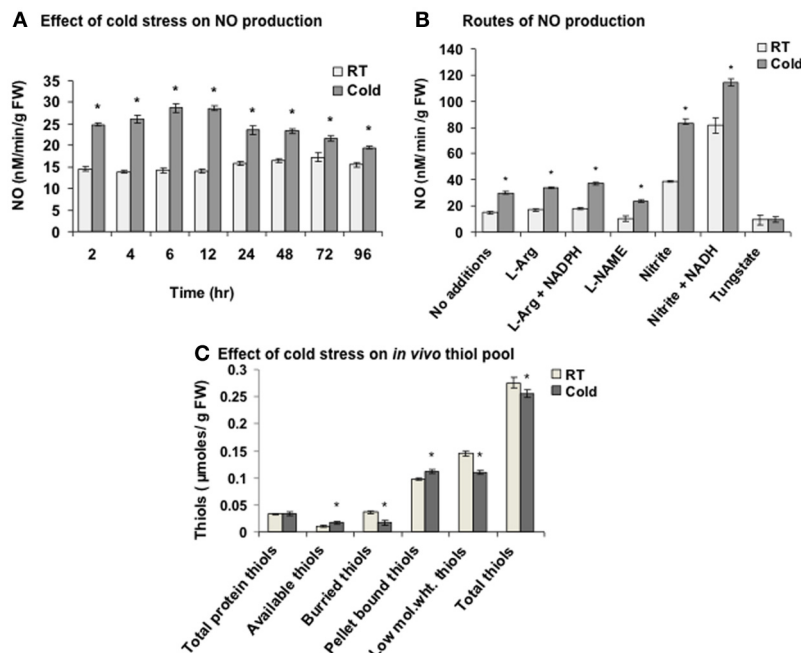 A Effect of cold stress on NO production
NO (nM/min/g FW)
35
30
25
20
15
10
5
0
* * * * * * * *
RT
Cold
2 4 6 12 24 48 72 96
Time (hr)
B Routes of NO production
NO (nM/min /g FW)
140
120
100
80
60
40
20
0
* * * * * *
RT
Cold
No additions
L-Arg
L-Arg + NADPH
L-NAME
Nitrite
Nitrite + NADH
Tungstate
C Effect of cold stress on in vivo thiol pool
Thiols ( µmoles/ g FW)
0.3
0.25
0.2
0.15
0.1
0.05
0
* * * * *
RT
Cold
Total protein thiols
Available thiols
Burried thiols
Pellet bound thiols
Low mol.wht. thiols
Total thiols